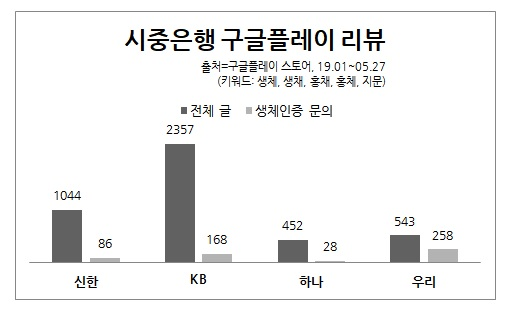 시중은행 구글플레이 리뷰
출처=구글플레이 스토어, 19.01~05.27
(키워드: 생체, 생채, 홍채, 홍체, 지문)
전체 글 생체인증 문의
2357
1044
543
452
258
168
86
28
신한 KB 하나 우리